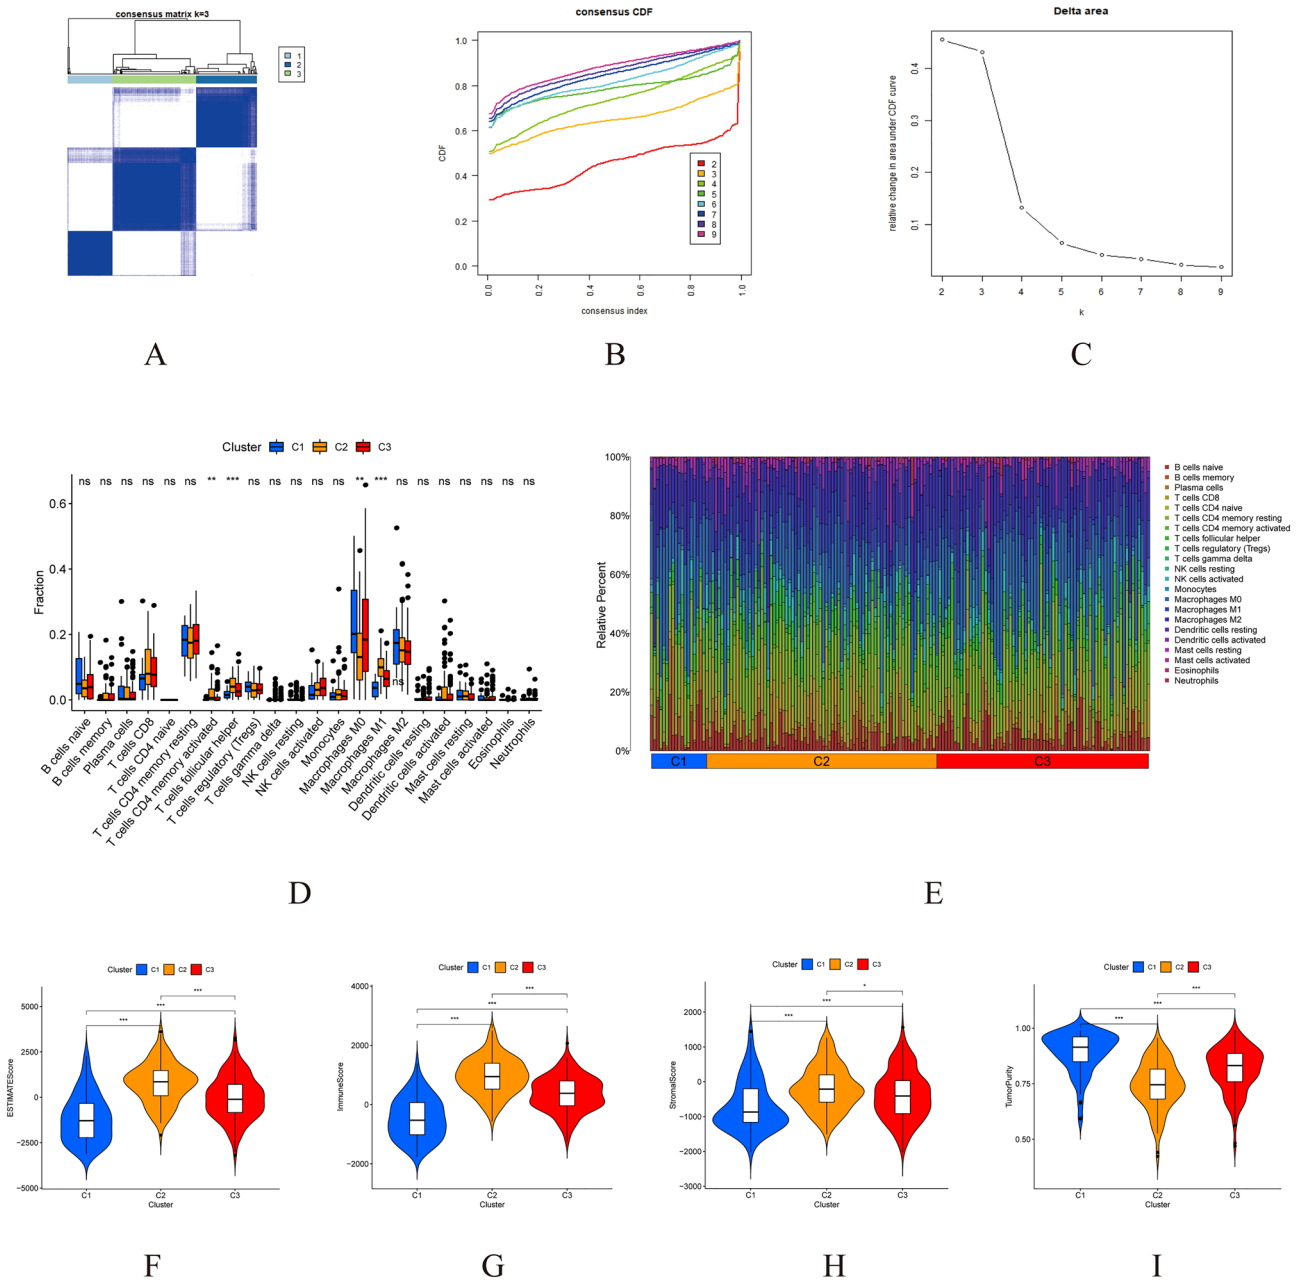 consensus matrix k=3
1
2
3
A
consensus CDF
CDF
1.0
0.8
0.6
0.4
0.2
0.0
2
3
4
5
6
7
8
9
0.0
0.2
0.4
0.6
0.8
1.0
consensus index
B
Delta area
relative change in area under CDF curve
0.4
0.3
0.2
0.1
2 3 4 5 6 7 8 9
k
C
Cluster C1 C2 C3
ns ns ns ns ns ns ** *** ns ns ns ns ns ** *** ns ns ns ns ns ns ns
ns
Fraction
0.6
0.4
0.2
0.0
B cells naive
B cells memory
Plasma cells
T cells CD8
T cells CD4 naive
T cells CD4 memory resting
T cells CD4 memory activated
T cells follicular helper
T cells regulatory (Tregs)
T cells gamma delta
NK cells resting
NK cells activated
Monocytes
Macrophages M0
Macrophages M1
Macrophages M2
Dendritic cells resting
Dendritic cells activated
Mast cells resting
Mast cells activated
Eosinophils
Neutrophils
D
Relative Percent
100%
80%
60%
40%
20%
0%
C1 C2 C3
B cells naive
B cells memory
Plasma cells
T cells CD8
T cells CD4 naive
T cells CD4 memory resting
T cells CD4 memory activated
T cells follicular helper
T cells regulatory (Tregs)
T cells gamma delta
NK cells resting
NK cells activated
Monocytes
Macrophages M0
Macrophages M1
Macrophages M2
Dendritic cells resting
Dendritic cells activated
Mast cells resting
Mast cells activated
Eosinophils
Neutrophils
E
Cluster C1 C2 C3
***
***
***
ESTIMATEScore
5000
2500
0
−2500
−5000
C1 C2 C3
Cluster
F
Cluster C1 C2 C3
***
***
***
ImmuneScore
2000
0
−2000
C1 C2 C3
Cluster
G
Cluster C1 C2 C3
*
***
***
StromalScore
2000
1000
0
−1000
−2000
−3000
C1 C2 C3
Cluster
H
Cluster C1 C2 C3
***
***
***
TumorPurity
1.00
0.75
0.50
C1 C2 C3
Cluster
I